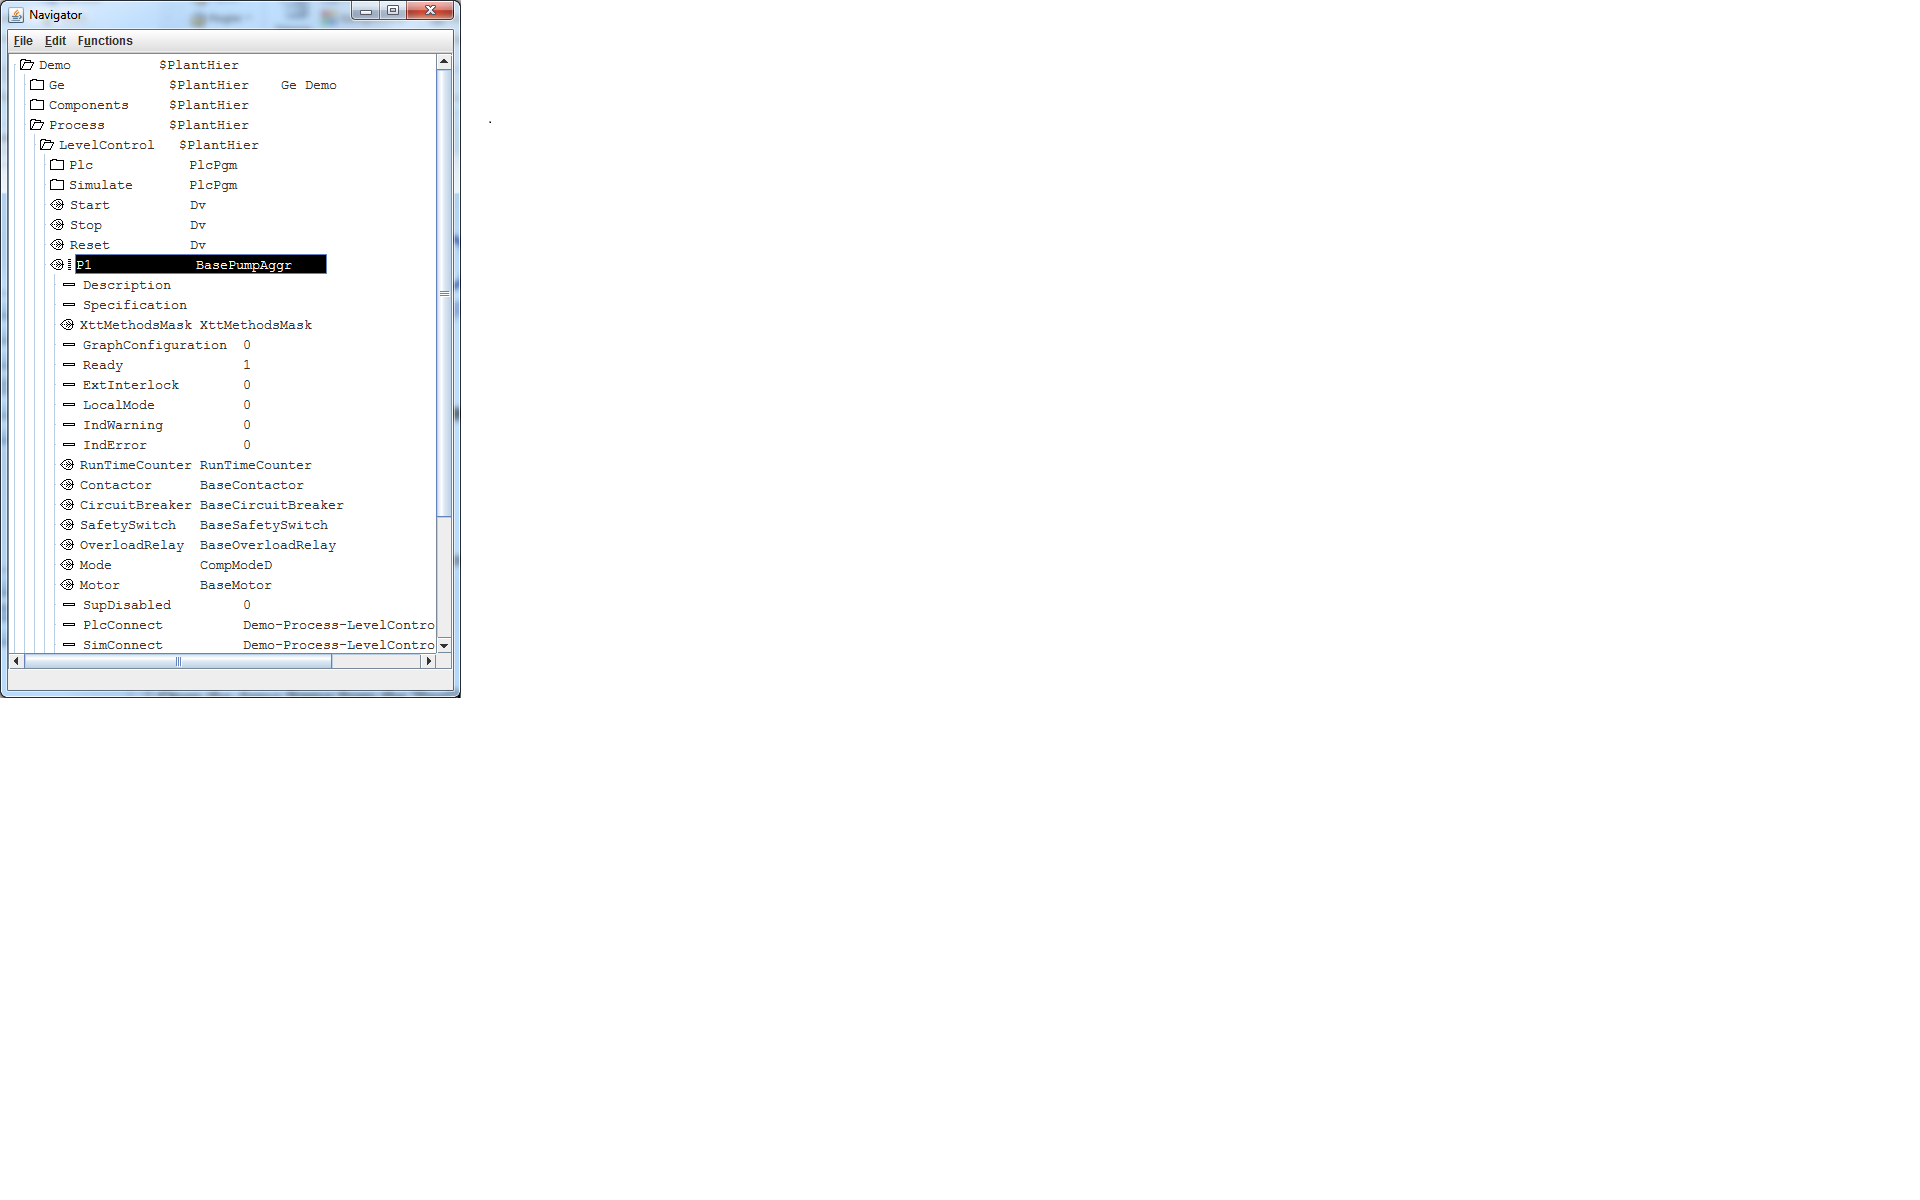 Navigator
File Edit Functions
Demo $PlantHier
Ge $PlantHier Ge Demo
Components $PlantHier
Process $PlantHier
LevelControl $PlantHier
Plc PlcPgm
Simulate PlcPgm
Start Dv
Stop Dv
Reset Dv
P1 BasePumpAggr
Description
Specification
XttMethodsMask XttMethodsMask
GraphConfiguration 0
Ready 1
ExtInterlock 0
LocalMode 0
IndWarning 0
IndError 0
RunTimeCounter RunTimeCounter
Contactor BaseContactor
CircuitBreaker BaseCircuitBreaker
SafetySwitch BaseSafetySwitch
OverloadRelay BaseOverloadRelay
Mode CompModeD
Motor BaseMotor
SupDisabled 0
PlcConnect Demo-Process-LevelContro
SimConnect Demo-Process-LevelContro